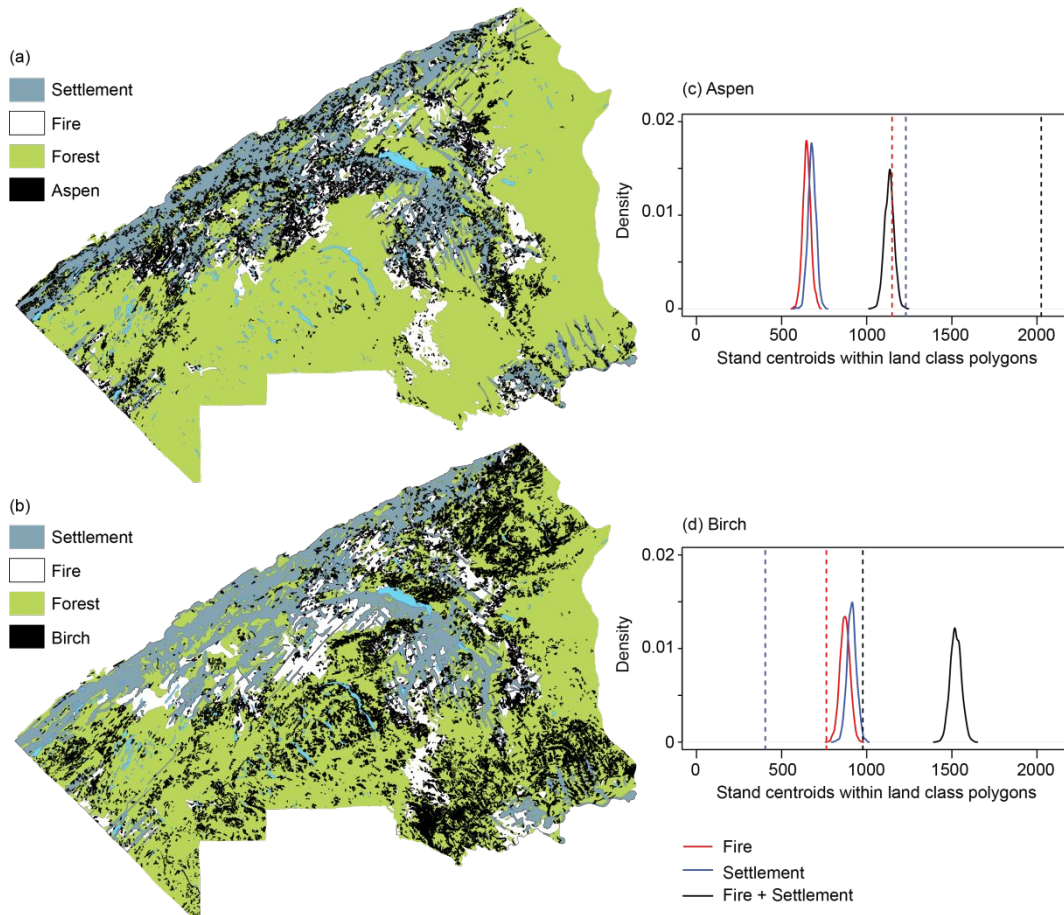 (a)
Settlement
Fire
Forest
Aspen
(b)
Settlement
Fire
Forest
Birch
(c) Aspen
0.02
0.01
0
Density
0 500 1000 1500 2000
Stand centroids within land class polygons
(d) Birch
0.02
0.01
0
Density
0 500 1000 1500 2000
Stand centroids within land class polygons
Fire
Settlement
Fire + Settlement